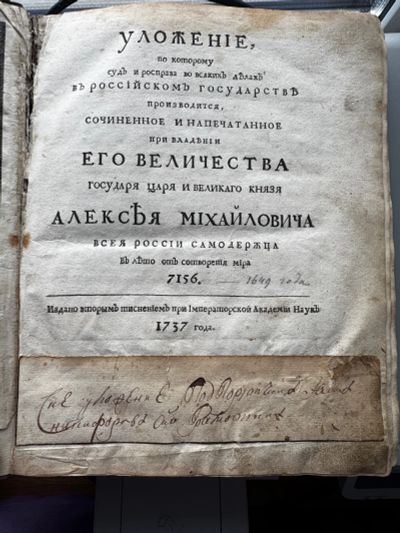 УЛОЖЕНІЕ,
по которому
судъ и росправа во всякихъ дѣлахъ
въ россійскомъ государствѣ
производится,
сочиненное и напечатанное
при владѣніи
ЕГО ВЕЛИЧЕСТВА
государя царя и великаго князя
АЛЕКСѢЯ МІХАЙЛОВИЧА
всея россіи самодержца
въ лѣто отъ сотворенія міра
7156. — 1649 года.
Издано вторымъ тисненіемъ при Імператорской Академіи Наукъ
1737 года.
Сие уложение